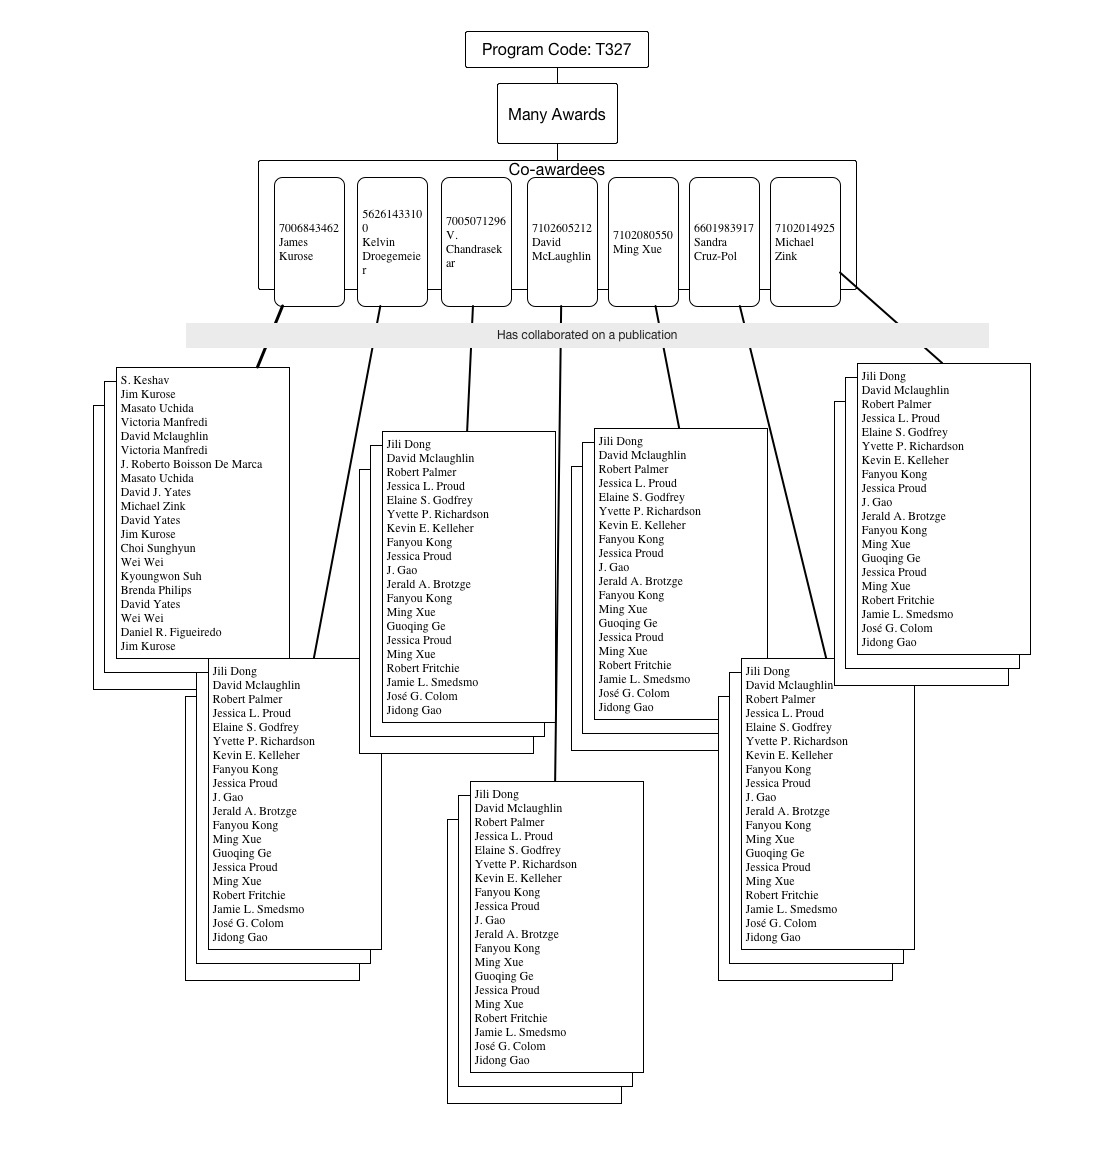 Program Code: T327
Many Awards
Co-awardees
7006843462
James
Kurose
5626143310
0
Kelvin
Droegemeie
r
7005071296
V.
Chandrasek
ar
7102605212
David
McLaughlin
7102080550
Ming Xue
6601983917
Sandra
Cruz-Pol
7102014925
Michael
Zink
Has collaborated on a publication
S. Keshav
Jim Kurose
Masato Uchida
Victoria Manfredi
David Mclaughlin
Victoria Manfredi
J. Roberto Boisson De Marca
Masato Uchida
David J. Yates
Michael Zink
David Yates
Jim Kurose
Choi Sunghyun
Wei Wei
Kyoungwon Suh
Brenda Philips
David Yates
Wei Wei
Daniel R. Figueiredo
Jim Kurose
Jili Dong
David Mclaughlin
Robert Palmer
Jessica L. Proud
Elaine S. Godfrey
Yvette P. Richardson
Kevin E. Kelleher
Fanyou Kong
Jessica Proud
J. Gao
Jerald A. Brotzge
Fanyou Kong
Ming Xue
Guoqing Ge
Jessica Proud
Ming Xue
Robert Fritchie
Jamie L. Smedsmo
José G. Colom
Jidong Gao
Jili Dong
David Mclaughlin
Robert Palmer
Jessica L. Proud
Elaine S. Godfrey
Yvette P. Richardson
Kevin E. Kelleher
Fanyou Kong
Jessica Proud
J. Gao
Jerald A. Brotzge
Fanyou Kong
Ming Xue
Guoqing Ge
Jessica Proud
Ming Xue
Robert Fritchie
Jamie L. Smedsmo
José G. Colom
Jidong Gao
Jili Dong
David Mclaughlin
Robert Palmer
Jessica L. Proud
Elaine S. Godfrey
Yvette P. Richardson
Kevin E. Kelleher
Fanyou Kong
Jessica Proud
J. Gao
Jerald A. Brotzge
Fanyou Kong
Ming Xue
Guoqing Ge
Jessica Proud
Ming Xue
Robert Fritchie
Jamie L. Smedsmo
José G. Colom
Jidong Gao
Jili Dong
David Mclaughlin
Robert Palmer
Jessica L. Proud
Elaine S. Godfrey
Yvette P. Richardson
Kevin E. Kelleher
Fanyou Kong
Jessica Proud
J. Gao
Jerald A. Brotzge
Fanyou Kong
Ming Xue
Guoqing Ge
Jessica Proud
Ming Xue
Robert Fritchie
Jamie L. Smedsmo
José G. Colom
Jidong Gao
Jili Dong
David Mclaughlin
Robert Palmer
Jessica L. Proud
Elaine S. Godfrey
Yvette P. Richardson
Kevin E. Kelleher
Fanyou Kong
Jessica Proud
J. Gao
Jerald A. Brotzge
Fanyou Kong
Ming Xue
Guoqing Ge
Jessica Proud
Ming Xue
Robert Fritchie
Jamie L. Smedsmo
José G. Colom
Jidong Gao
Jili Dong
David Mclaughlin
Robert Palmer
Jessica L. Proud
Elaine S. Godfrey
Yvette P. Richardson
Kevin E. Kelleher
Fanyou Kong
Jessica Proud
J. Gao
Jerald A. Brotzge
Fanyou Kong
Ming Xue
Guoqing Ge
Jessica Proud
Ming Xue
Robert Fritchie
Jamie L. Smedsmo
José G. Colom
Jidong Gao